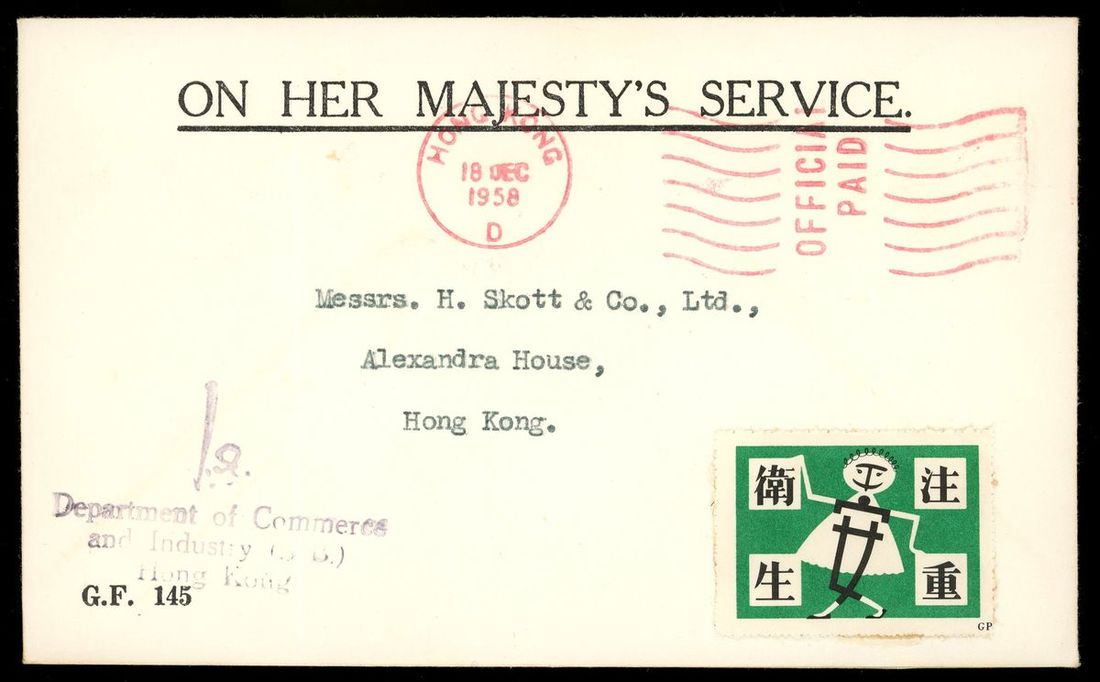 ON HER MAJESTY'S SERVICE.
HONG KONG
18 DEC
1958
D
OFFICIAL
PAID
Messrs. H. Skott & Co., Ltd.,
Alexandra House,
Hong Kong.
Department of Commerce
and Industry
Hong Kong
G.F. 145
注重
衛生
GP